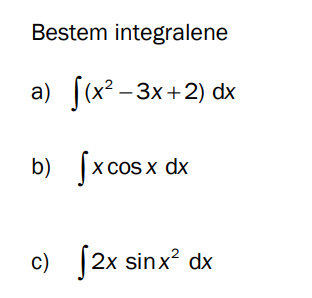 Bestem integralene
a) ∫(x² – 3x + 2) dx
b) ∫x cos x dx
c) ∫2x sin x² dx